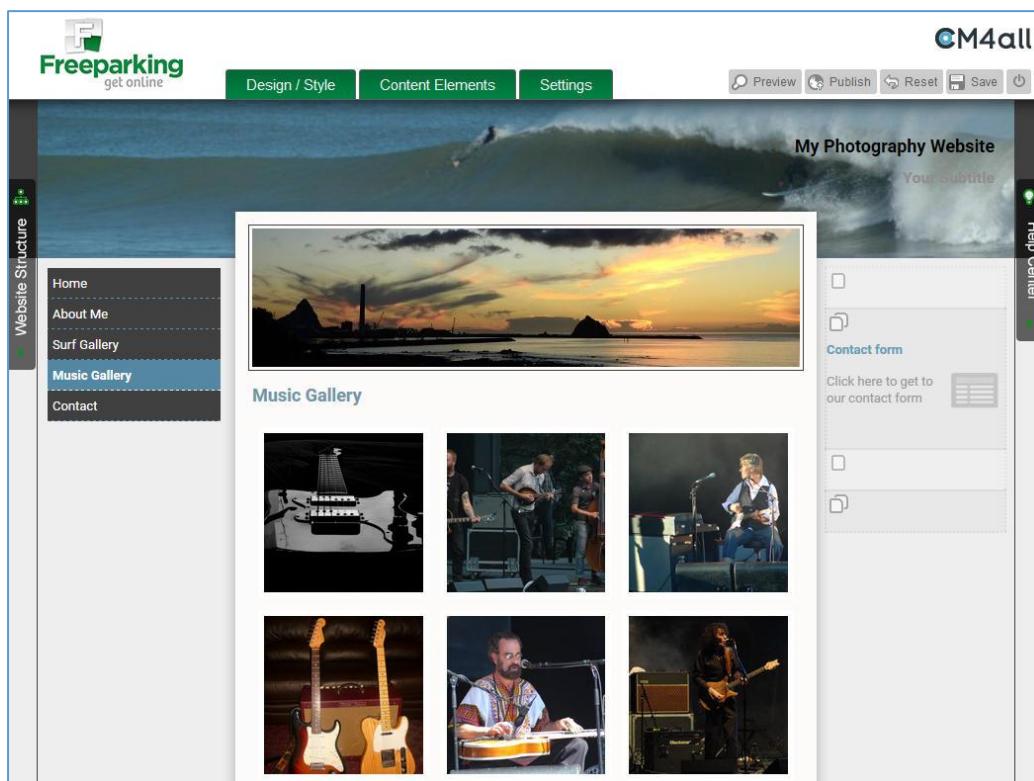 Freeparking
get online
CM4all
Design / Style
Content Elements
Settings
Preview
Publish
Reset
Save
My Photography Website
Your Subtitle
Website Structure
Help Center
Home
About Me
Surf Gallery
Music Gallery
Contact
Contact form
Click here to get to
our contact form
Music Gallery